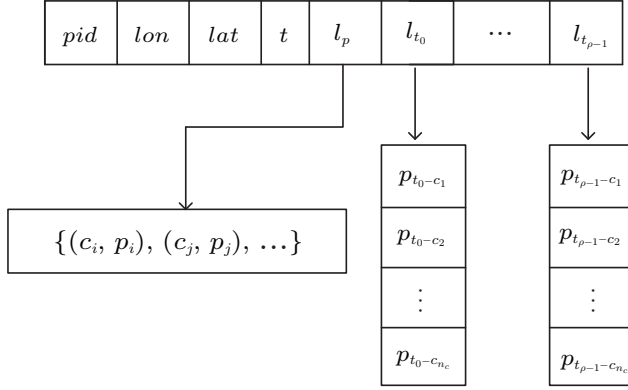 pid lon lat t l_p l_{t_0} ⋯ l_{t_{ρ−1}}
p_{t_0−c_1} p_{t_{ρ−1}−c_1}
{(c_i, p_i), (c_j, p_j), ...} p_{t_0−c_2} p_{t_{ρ−1}−c_2}
⋮ ⋮
p_{t_0−c_{n_c}} p_{t_{ρ−1}−c_{n_c}}